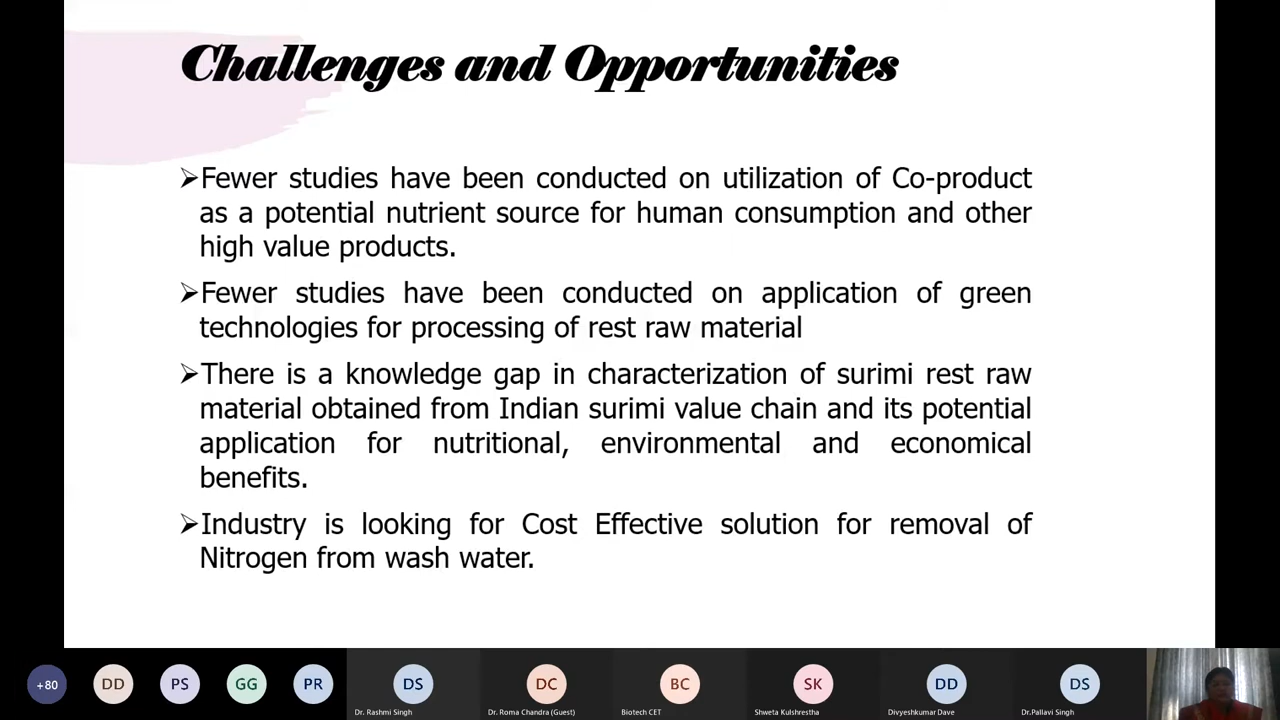 Challenges and Opportunities
➢Fewer studies have been conducted on utilization of Co-product
as a potential nutrient source for human consumption and other
high value products.
➢Fewer studies have been conducted on application of green
technologies for processing of rest raw material
➢There is a knowledge gap in characterization of surimi rest raw
material obtained from Indian surimi value chain and its potential
application for nutritional, environmental and economical
benefits.
➢Industry is looking for Cost Effective solution for removal of
Nitrogen from wash water.
+80 DD PS GG PR DS DC BC SK DD DS
Dr. Rashmi Singh Dr. Roma Chandra (Guest) Biotech CET Shweta Kulshrestha Divyeshkumar Dave Dr.Pallavi Singh